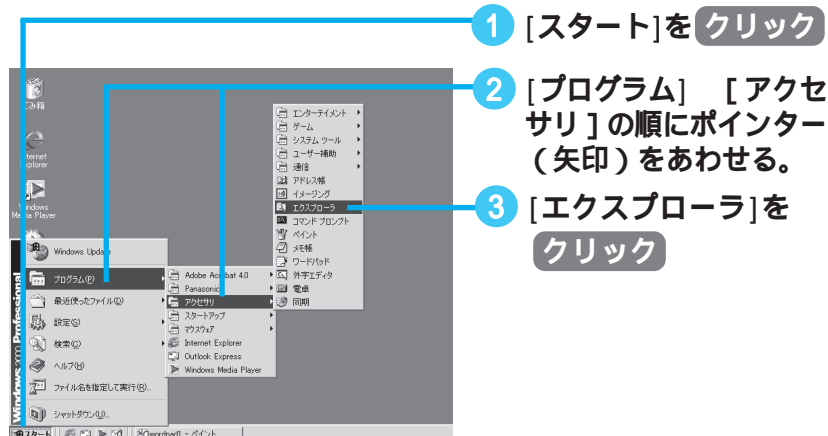 1 [スタート]を クリック
2 [プログラム] [アクセ
サリ]の順にポインター
(矢印)をあわせる。
3 [エクスプローラ]を
クリック
ごみ箱
Internet
Explorer
Windows
Media Player
エンターテイメント
ゲーム
システム ツール
ユーザー補助
通信
アドレス帳
イメージング
エクスプローラ
コマンド プロンプト
ペイント
メモ帳
ワードパッド
外字エディタ
電卓
同期
Windows 2000 Professional
Windows Update
プログラム(P)
最近使ったファイル(D)
設定(S)
検索(C)
ヘルプ(H)
ファイル名を指定して実行(R)...
シャットダウン(U)...
Adobe Acrobat 4.0
Panasonic
アクセサリ
スタートアップ
マウスウェア
Internet Explorer
Outlook Express
Windows Media Player
スタート
wordpad1 - ペイント